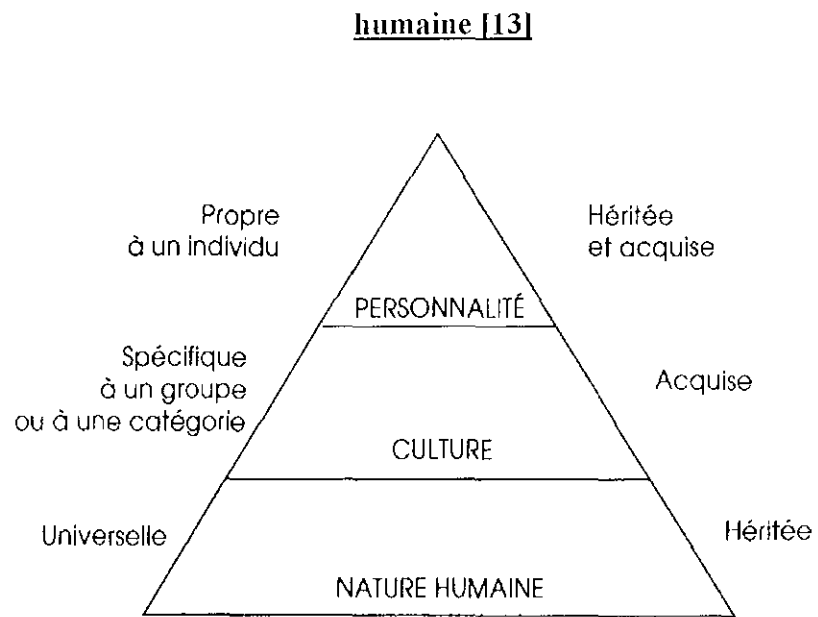 humaine [13]
Propre
à un individu
Héritée
et acquise
PERSONNALITÉ
Spécifique
à un groupe
ou à une catégorie
Acquise
CULTURE
Universelle
Héritée
NATURE HUMAINE